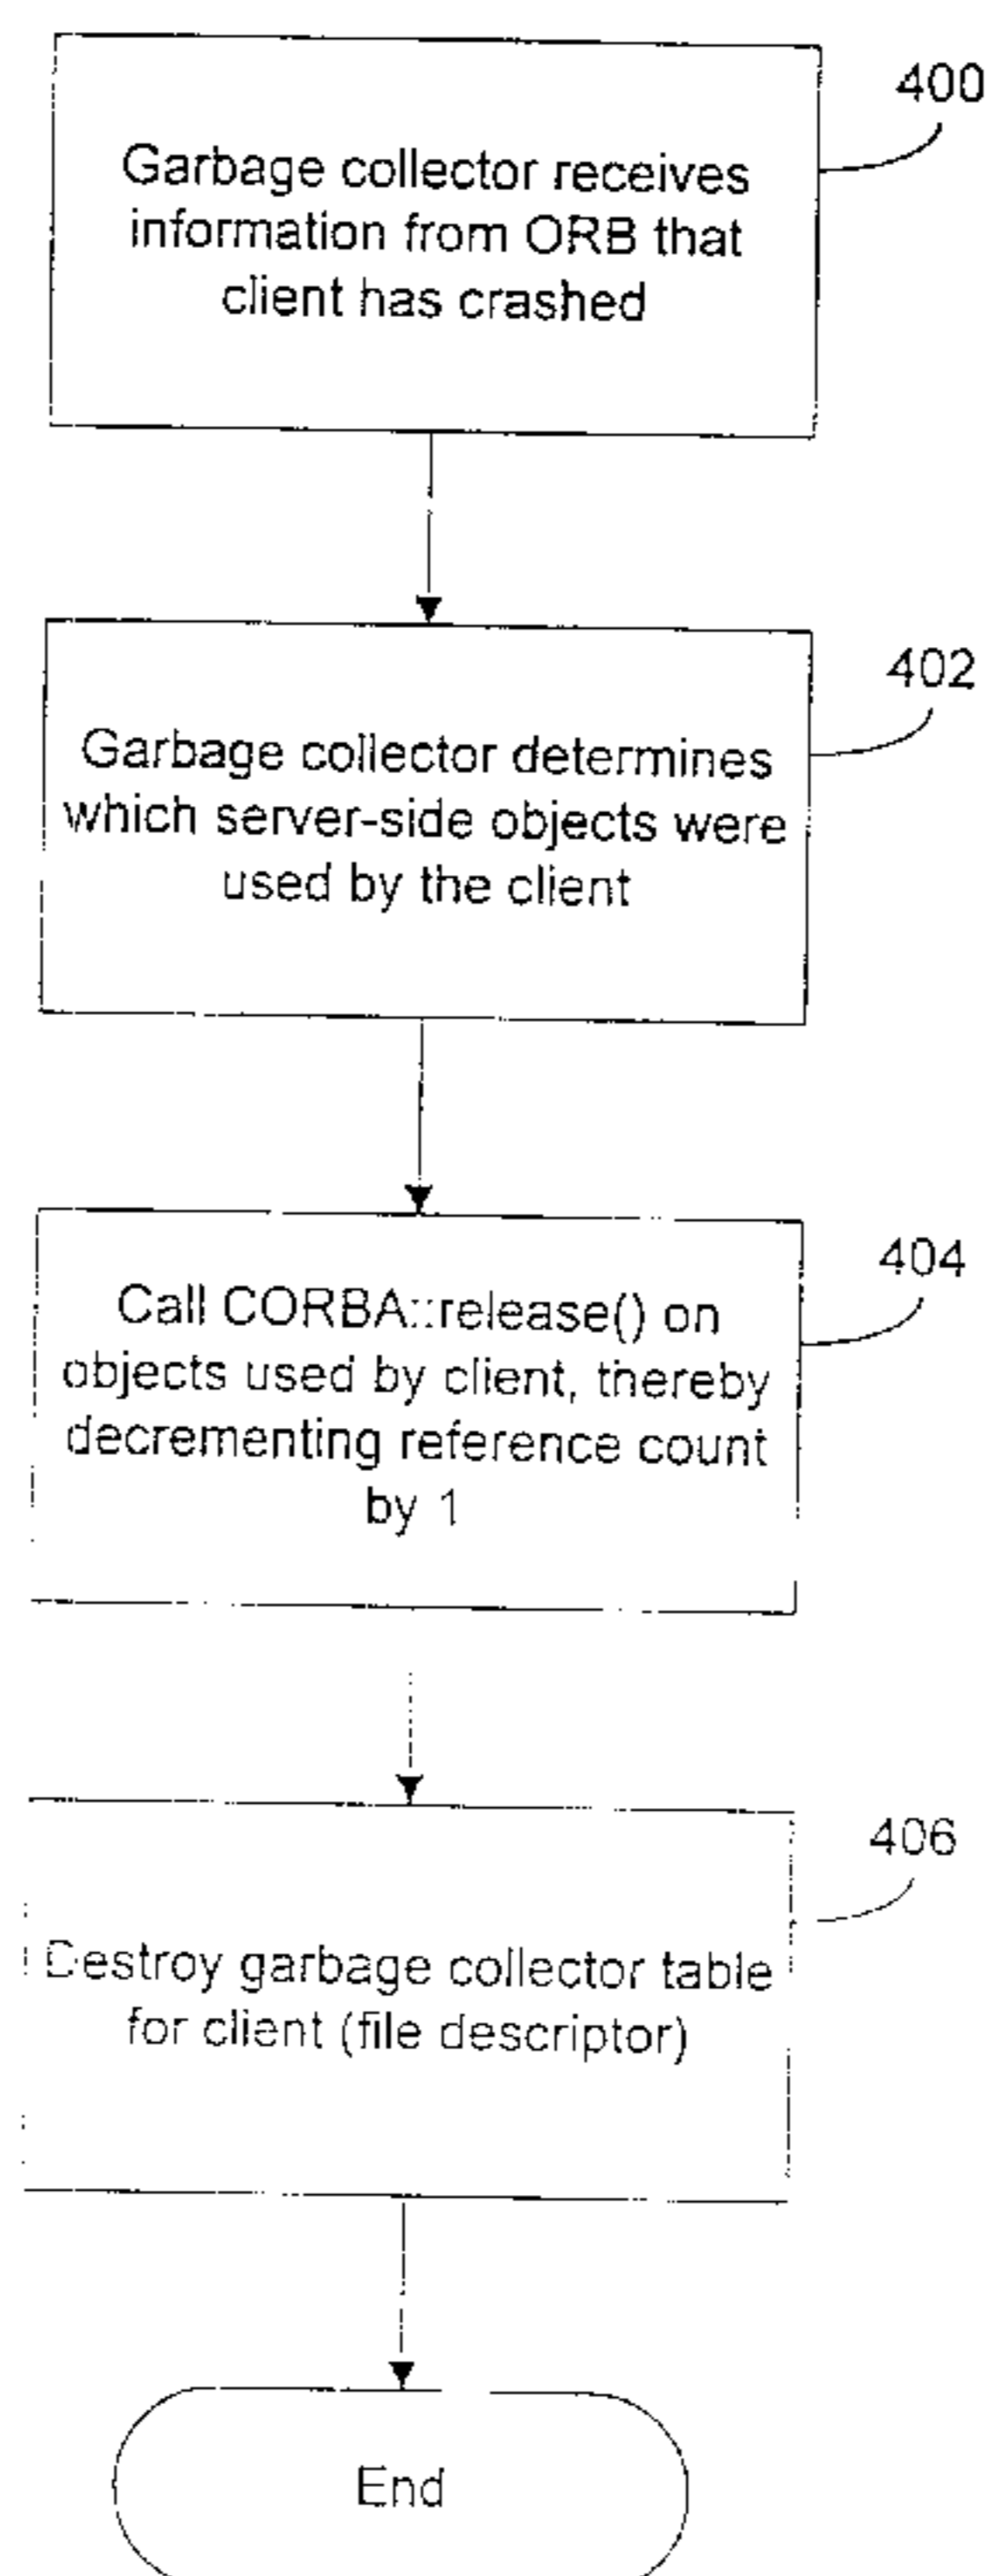 400
Garbage collector receives
information from ORB that
client has crashed
402
Garbage collector determines
which server-side objects were
used by the client
404
Call CORBA::release() on
objects used by client, thereby
decrementing reference count
by 1
406
Destroy garbage collector table
for client (file descriptor)
End